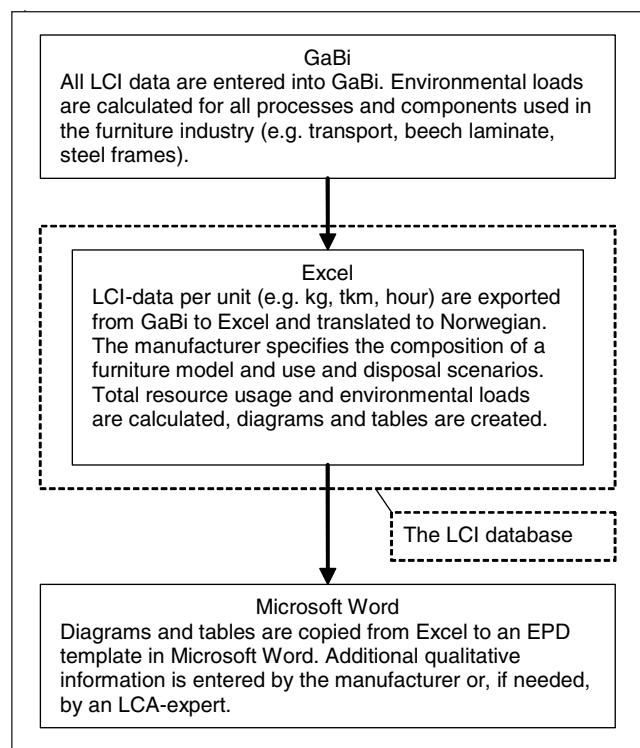 GaBi
All LCI data are entered into GaBi. Environmental loads
are calculated for all processes and components used in
the furniture industry (e.g. transport, beech laminate,
steel frames).
Excel
LCI-data per unit (e.g. kg, tkm, hour) are exported
from GaBi to Excel and translated to Norwegian.
The manufacturer specifies the composition of a
furniture model and use and disposal scenarios.
Total resource usage and environmental loads
are calculated, diagrams and tables are created.
The LCI database
Microsoft Word
Diagrams and tables are copied from Excel to an EPD
template in Microsoft Word. Additional qualitative
information is entered by the manufacturer or, if needed,
by an LCA-expert.